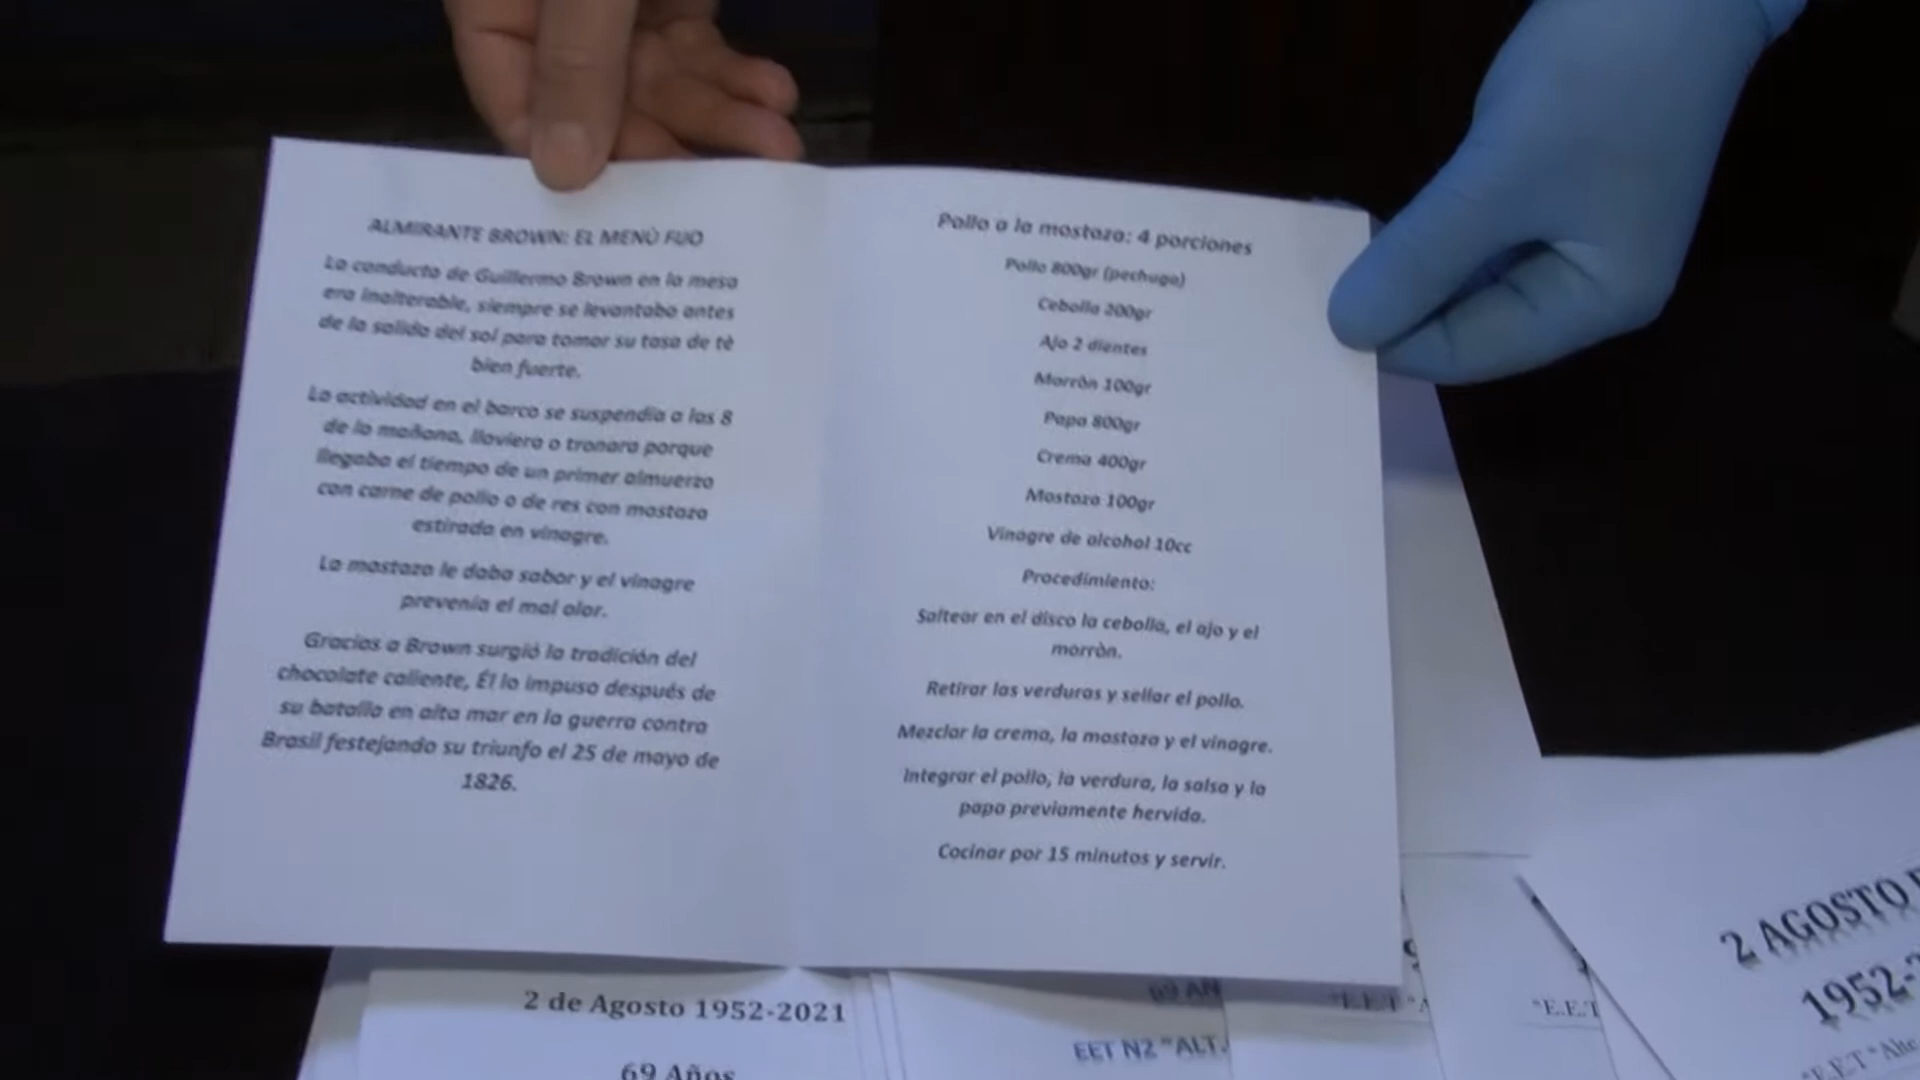 ALMIRANTE BROWN: EL MENÙ FIJO
La conducta de Guillermo Brown en la mesa
era inalterable, siempre se levantaba antes
de la salida del sol para tomar su tasa de tè
bien fuerte.
La actividad en el barco se suspendía a las 8
de la mañana, lloviera o tronara porque
llegaba el tiempo de un primer almuerzo
con carne de pollo o de res con mostaza
estirada en vinagre.
La mostaza le daba sabor y el vinagre
prevenía el mal olor.
Gracias a Brown surgió la tradición del
chocolate caliente, Él lo impuso después de
su batalla en alta mar en la guerra contra
Brasil festejando su triunfo el 25 de mayo de
1826.
Pollo a la mostaza: 4 porciones
Pollo 800gr (pechuga)
Cebolla 200gr
Ajo 2 dientes
Morròn 100gr
Papa 800gr
Crema 400gr
Mostaza 100gr
Vinagre de alcohol 10cc
Procedimiento:
Saltear en el disco la cebolla, el ajo y el
morròn.
Retirar las verduras y sellar el pollo.
Mezclar la crema, la mostaza y el vinagre.
Integrar el pollo, la verdura, la salsa y la
papa previamente hervida.
Cocinar por 15 minutos y servir.
2 de Agosto 1952-2021
69 Años
69 AÑ
EET N2 "ALT.
"E.E.T "A
"E.E.T
2 AGOSTO
1952-
"E.E.T "Alte.